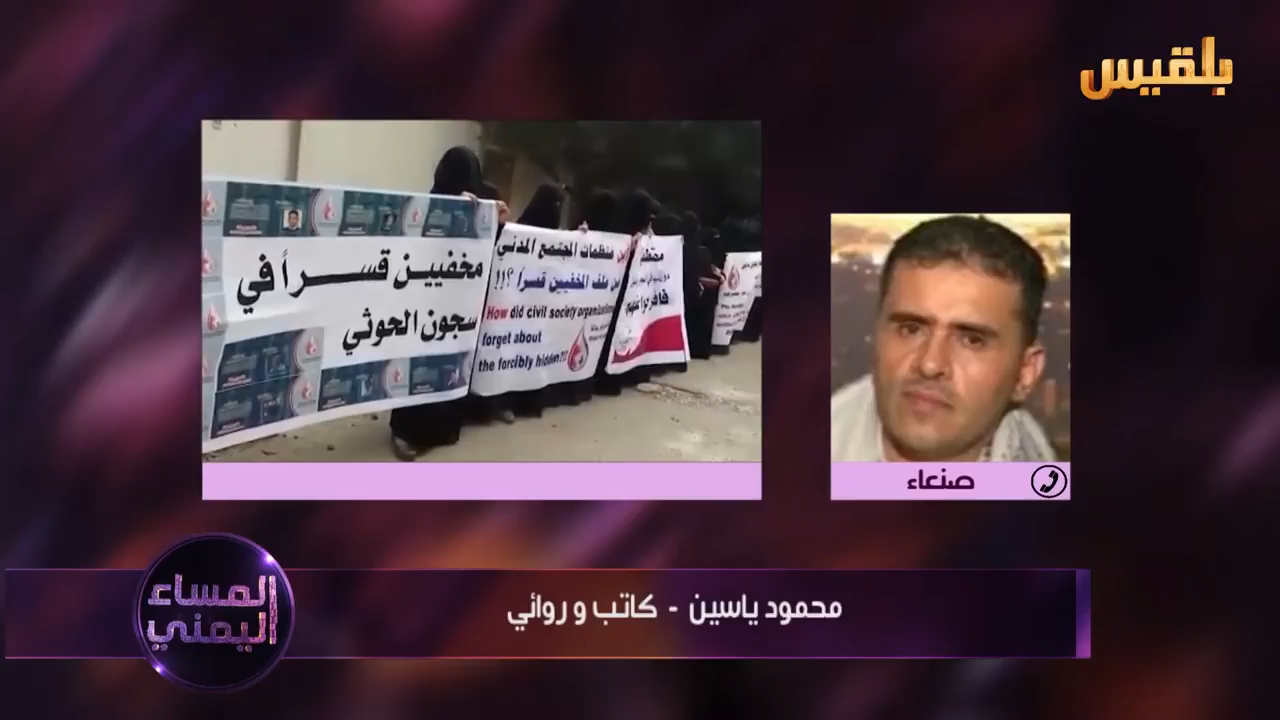 بلقيس
مخفيين قسراً في
سجون الحوثي
منظمات المجتمع المدني
ملف المخفيين قسرا ؟!!
How did civil society organizations
forget about
the forcibly hidden?!!
صنعاء
المساء
اليمني
محمود ياسين - كاتب و روائي